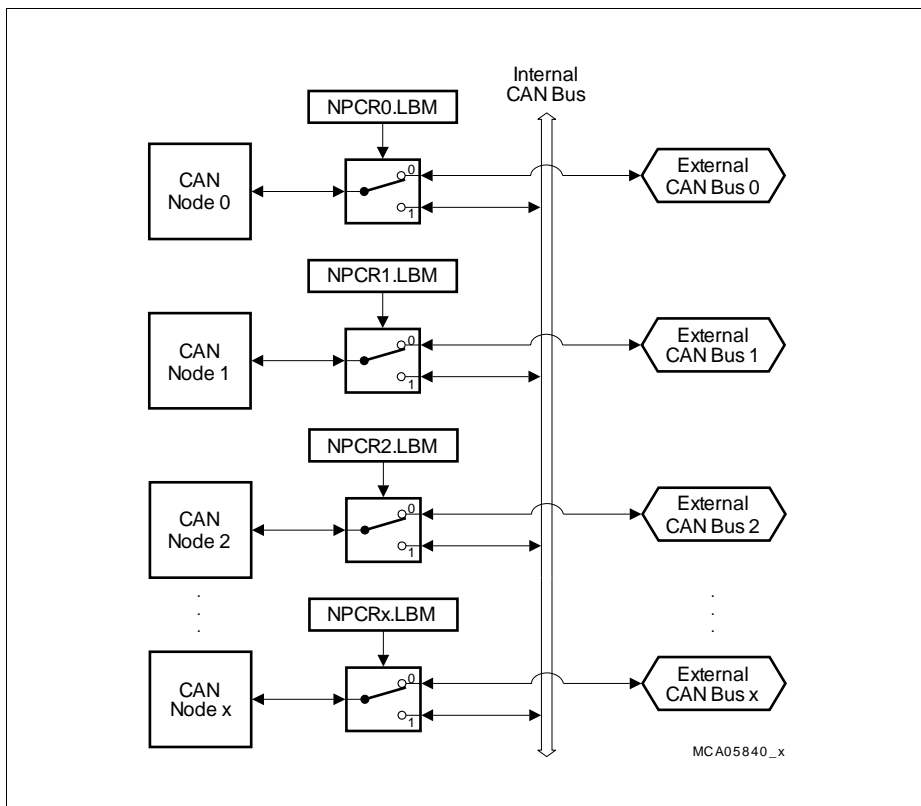 Internal
CAN Bus
NPCR0.LBM
CAN
Node 0
0
1
External
CAN Bus 0
NPCR1.LBM
CAN
Node 1
0
1
External
CAN Bus 1
NPCR2.LBM
CAN
Node 2
0
1
External
CAN Bus 2
.
.
.
.
.
.
NPCRx.LBM
CAN
Node x
0
1
External
CAN Bus x
MCA05840_x